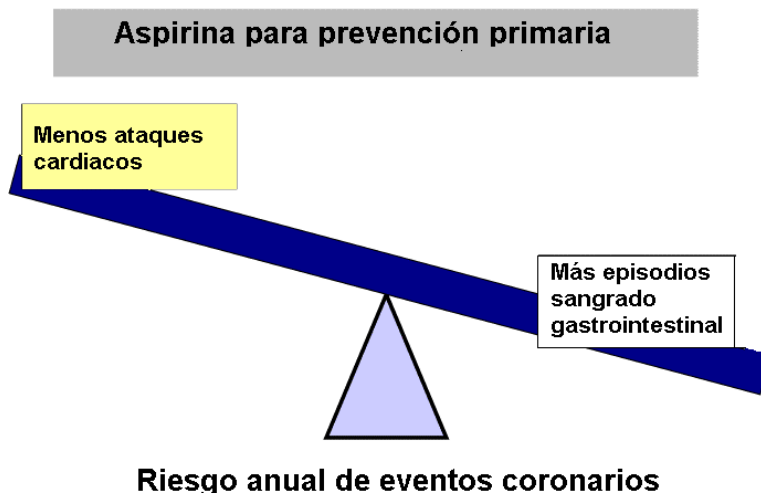 Aspirina para prevención primaria
Menos ataques
cardiacos
Más episodios
sangrado
gastrointestinal
Riesgo anual de eventos coronarios